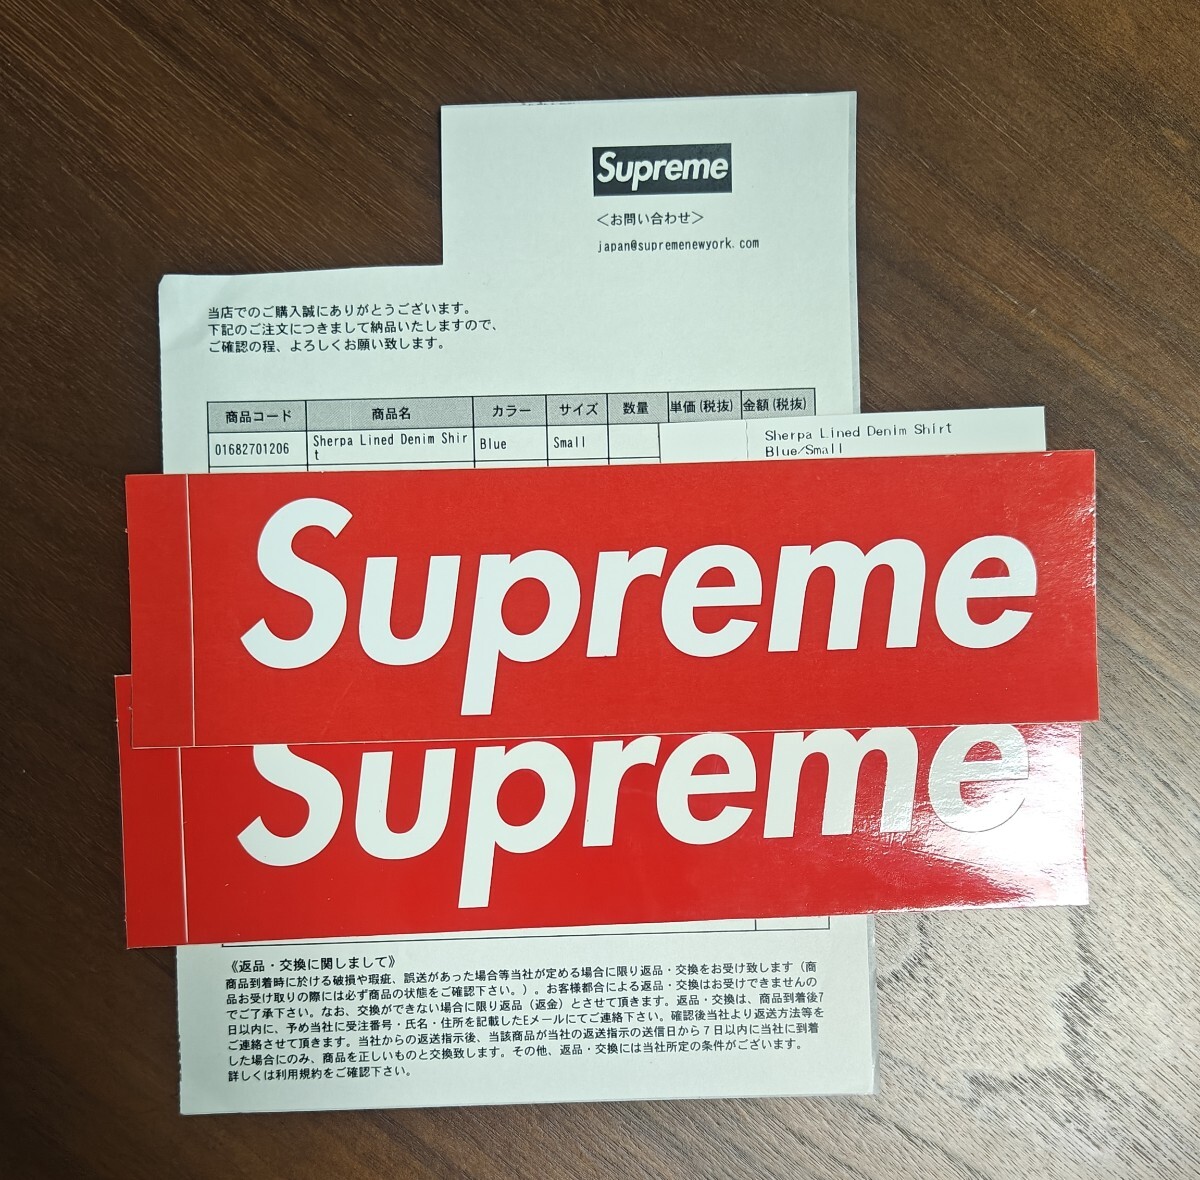 Supreme
<お問い合わせ>
japan@supremenewyork.com
当店でのご購入誠にありがとうございます。
下記のご注文につきまして納品いたしますので、
ご確認の程、よろしくお願い致します。
商品コード 商品名 カラー サイズ 数量 単価(税抜) 金額(税抜)
01682701206 Sherpa Lined Denim Shir Blue Small
t
Sherpa Lined Denim Shirt
Blue/Small
Supreme
Supreme
《返品・交換に関しまして》
商品到着時に於ける破損や瑕疵、誤送があった場合等当社が定める場合に限り返品・交換をお受け致します(商
品お受け取りの際には必ず商品の状態をご確認下さい。)。お客様都合による返品・交換はお受けできませんの
でご了承下さい。なお、交換ができない場合に限り返品(返金)とさせて頂きます。返品・交換は、商品到着後7
日以内に、予め当社に受注番号・氏名・住所を記載したEメールにてご連絡下さい。確認後当社より返送方法等を
ご連絡させて頂きます。当社からの返送指示後、当該商品が当社の返送指示の送信日から7日以内に当社に到着
した場合にのみ、商品を正しいものと交換致します。その他、返品・交換には当社所定の条件がございます。
詳しくは利用規約をご確認下さい。